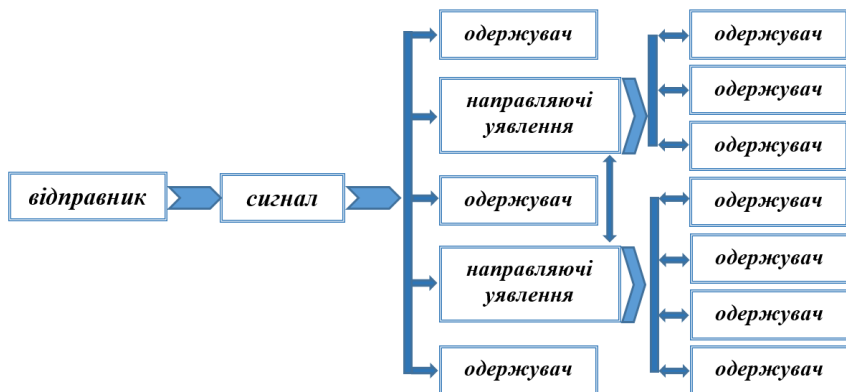 відправник
сигнал
одержувач
направляючі
уявлення
одержувач
направляючі
уявлення
одержувач
одержувач
одержувач
одержувач
одержувач
одержувач
одержувач
одержувач